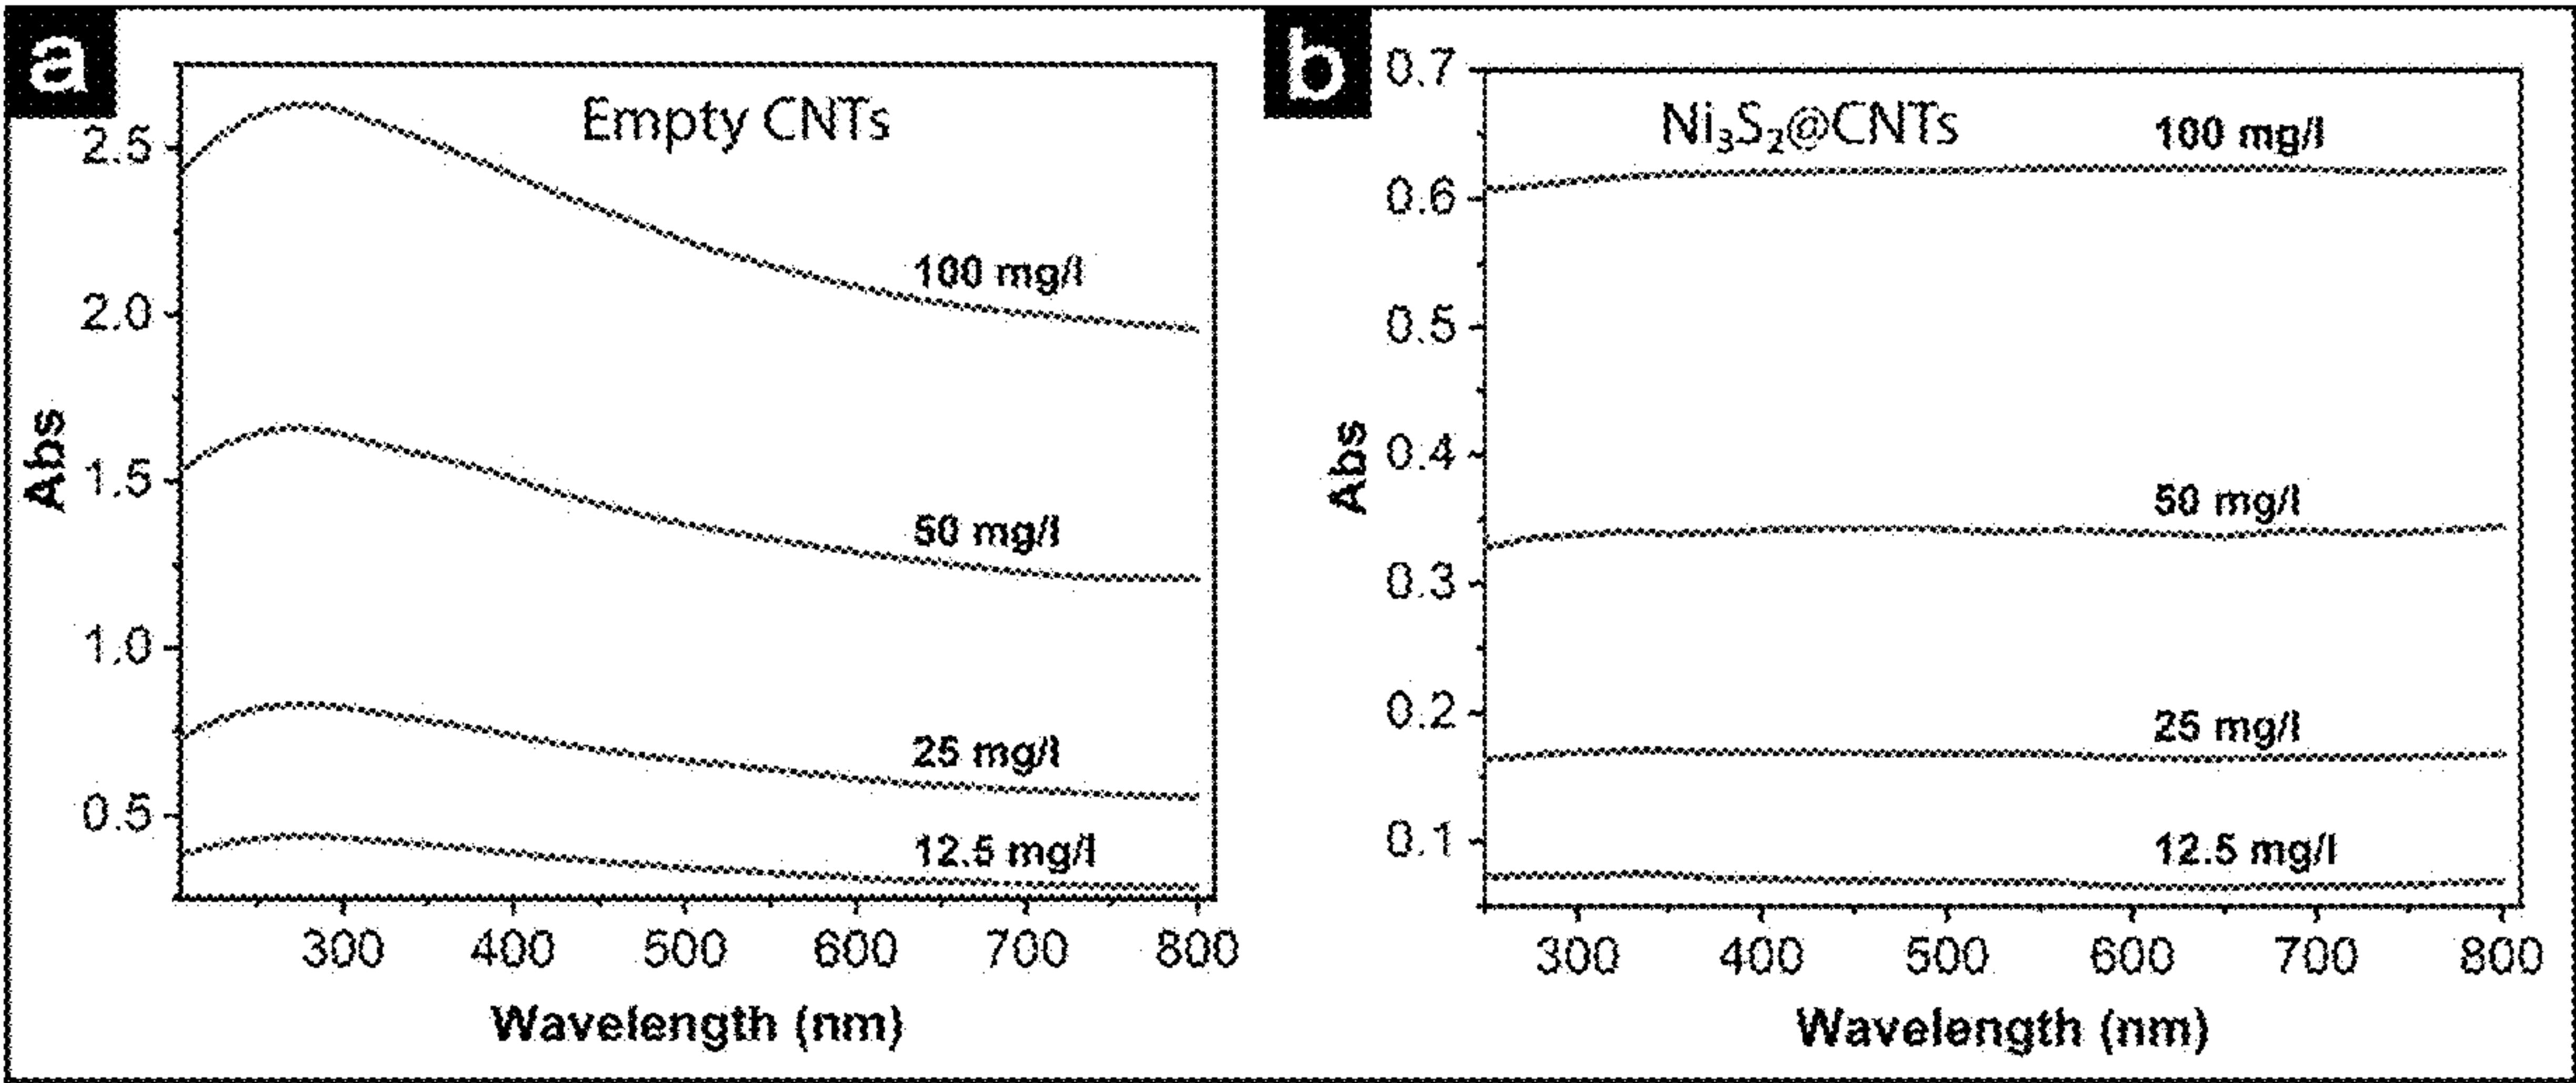 a
Empty CNTs
2.5
2.0
1.5
1.0
0.5
Abs
100 mg/l
50 mg/l
25 mg/l
12.5 mg/l
300 400 500 600 700 800
Wavelength (nm)
b
Ni₃S₂@CNTs
0.7
0.6
0.5
0.4
0.3
0.2
0.1
Abs
100 mg/l
50 mg/l
25 mg/l
12.5 mg/l
300 400 500 600 700 800
Wavelength (nm)